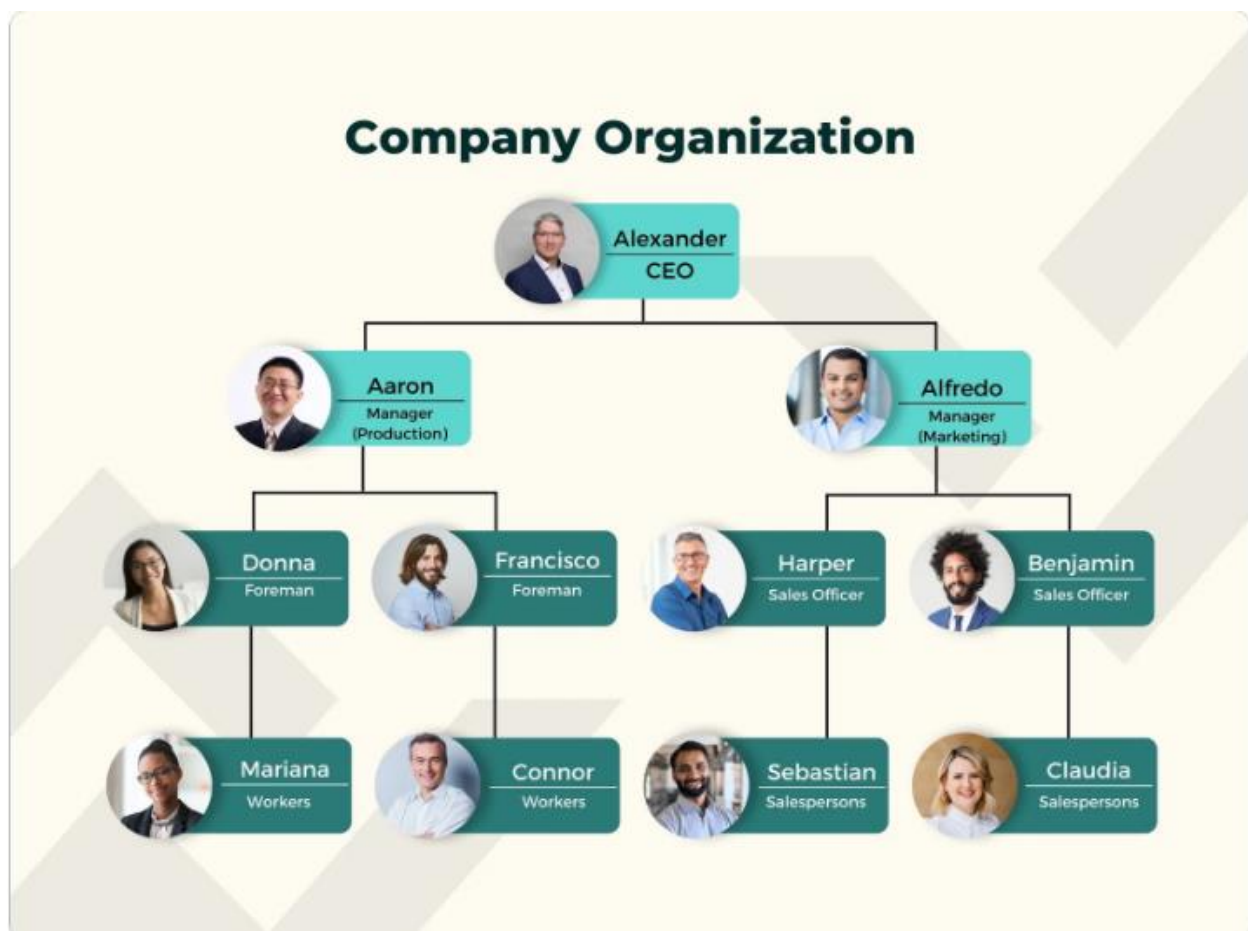 Company Organization
Alexander
CEO
Aaron
Manager
(Production)
Alfredo
Manager
(Marketing)
Donna
Foreman
Francisco
Foreman
Harper
Sales Officer
Benjamin
Sales Officer
Mariana
Workers
Connor
Workers
Sebastian
Salespersons
Claudia
Salespersons